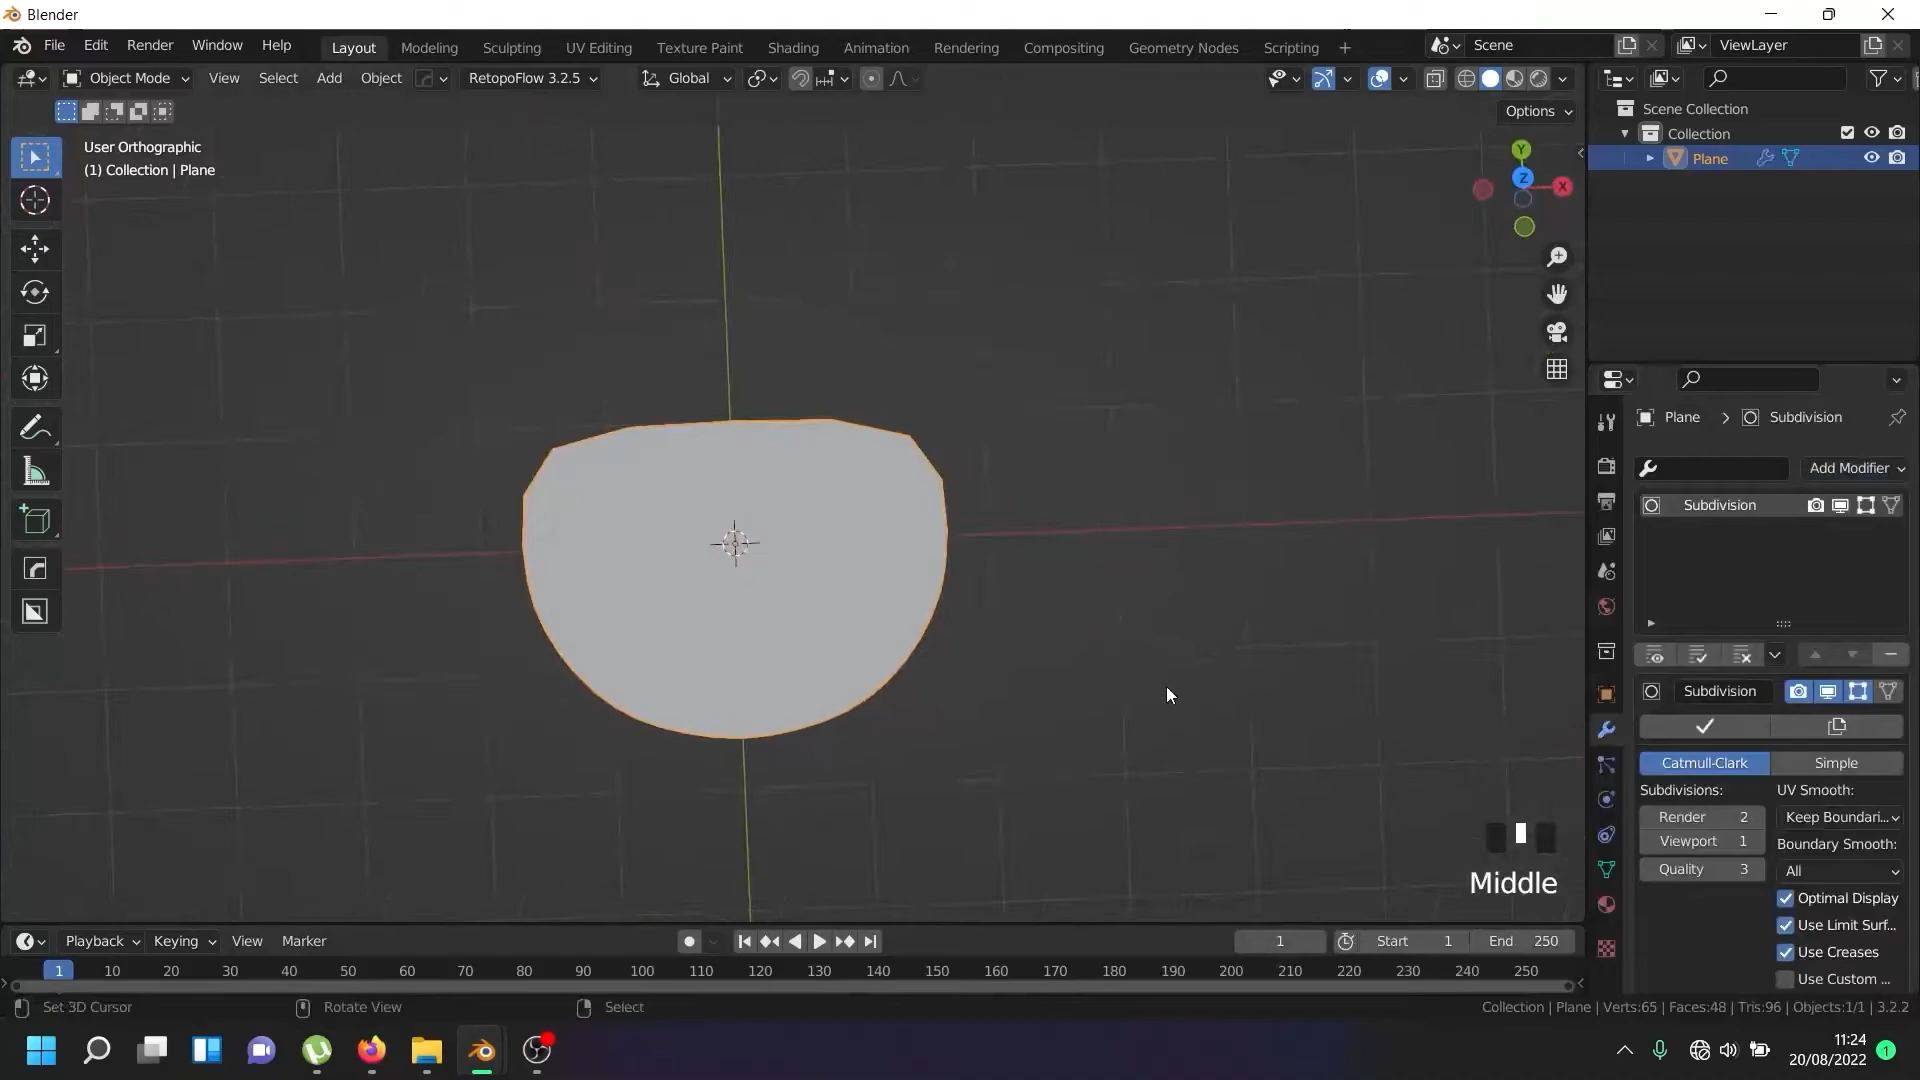 Blender
File Edit Render Window Help
Layout Modeling Sculpting UV Editing Texture Paint Shading Animation Rendering Compositing Geometry Nodes Scripting +
Scene
ViewLayer
Object Mode View Select Add Object RetopoFlow 3.2.5 Global
Options
User Orthographic
(1) Collection | Plane
Y
Z
X
Scene Collection
Collection
Plane
Plane > Subdivision
Add Modifier
Subdivision
Subdivision
Catmull-Clark Simple
Subdivisions: UV Smooth:
Render 2 Keep Boundari...
Viewport 1 Boundary Smooth:
Quality 3 All
Optimal Display
Use Limit Surf...
Use Creases
Use Custom ...
Middle
Playback Keying View Marker
1 Start 1 End 250
1 10 20 30 40 50 60 70 80 90 100 110 120 130 140 150 160 170 180 190 200 210 220 230 240 250
Set 3D Cursor Rotate View Select
Collection | Plane | Verts:65 | Faces:48 | Tris:96 | Objects:1/1 | 3.2.2
11:24
20/08/2022
1